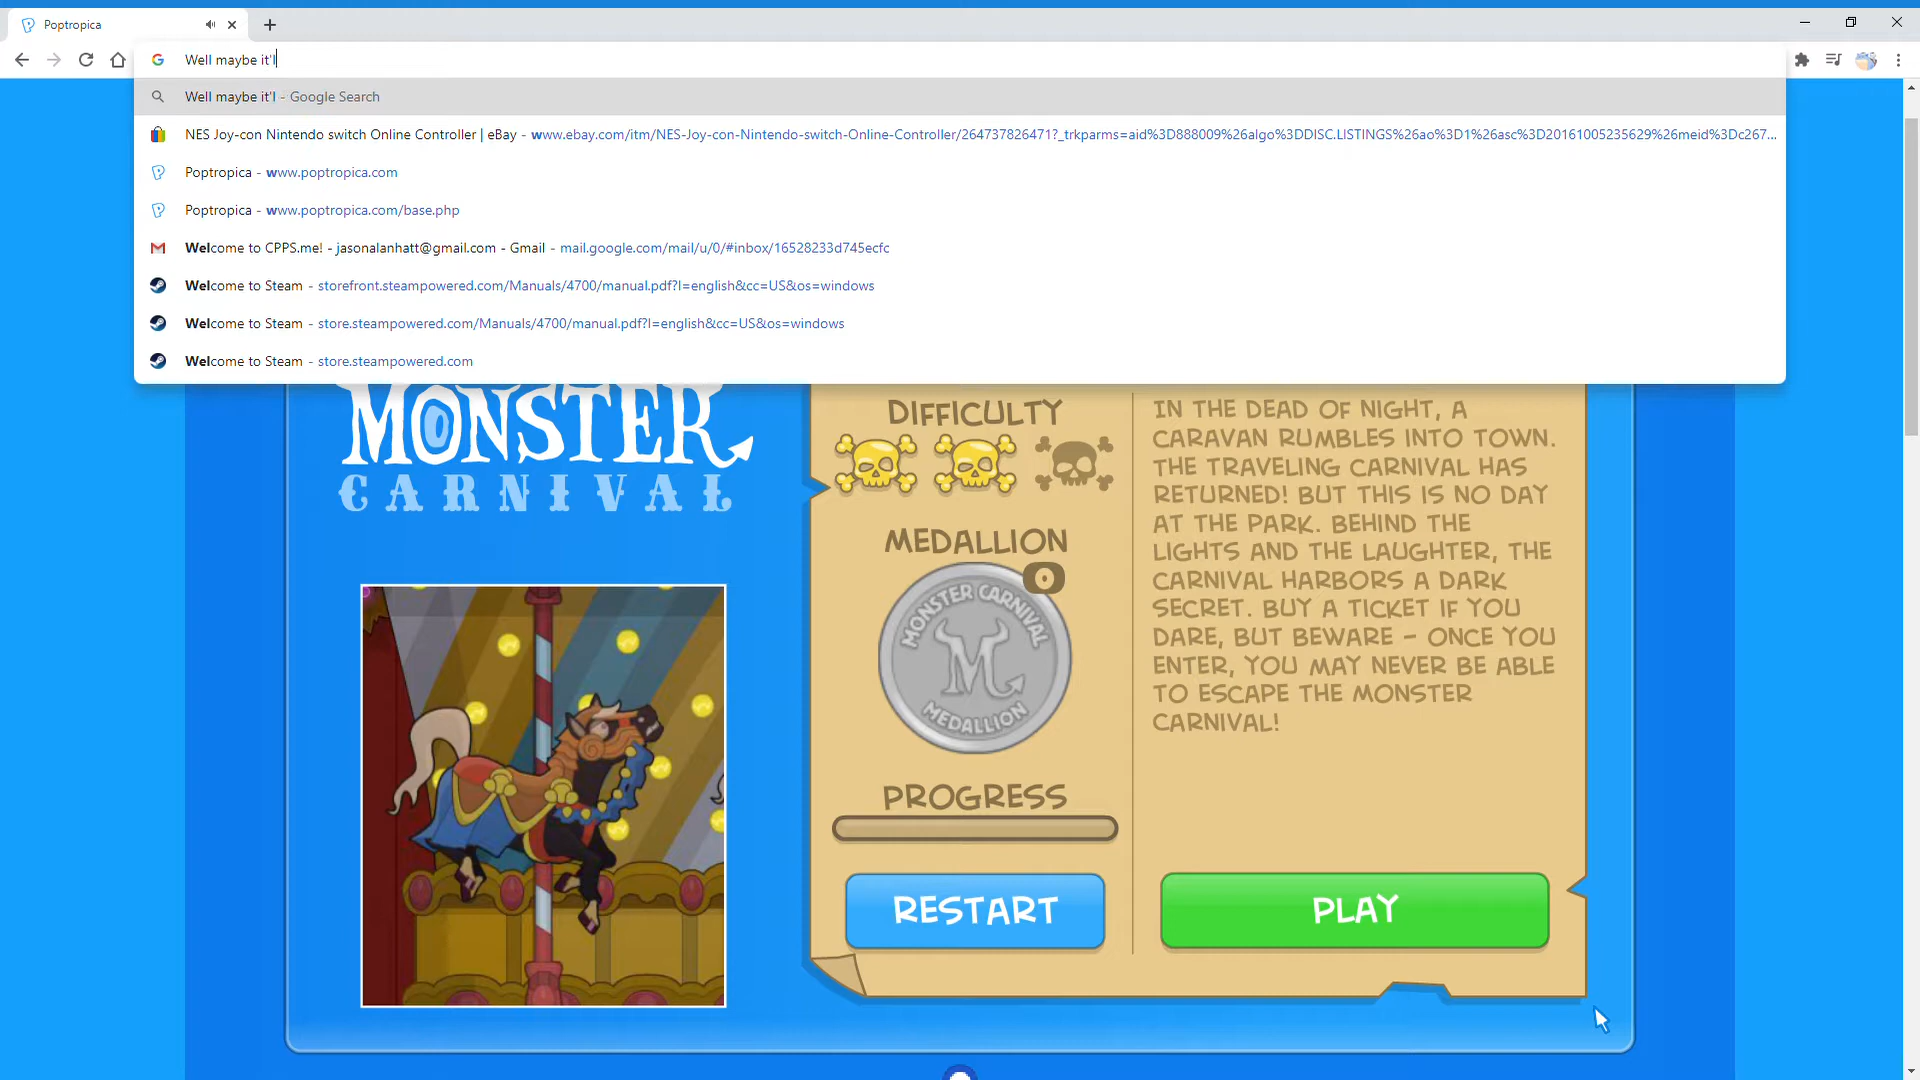 Poptropica
Well maybe it'l
Well maybe it'l - Google Search
NES Joy-con Nintendo switch Online Controller | eBay - www.ebay.com/itm/NES-Joy-con-Nintendo-switch-Online-Controller/264737826471?_trkparms=aid%3D888009%26algo%3DDISC.LISTINGS%26ao%3D1%26asc%3D20161005235629%26meid%3Dc267...
Poptropica - www.poptropica.com
Poptropica - www.poptropica.com/base.php
Welcome to CPPS.me! - jasonalanhatt@gmail.com - Gmail - mail.google.com/mail/u/0/#inbox/16528233d745ecfc
Welcome to Steam - storefront.steampowered.com/Manuals/4700/manual.pdf?l=english&cc=US&os=windows
Welcome to Steam - store.steampowered.com/Manuals/4700/manual.pdf?l=english&cc=US&os=windows
Welcome to Steam - store.steampowered.com
MONSTER
CARNIVAL
DIFFICULTY
MEDALLION
0
MONSTER CARNIVAL
M
MEDALLION
PROGRESS
RESTART
IN THE DEAD OF NIGHT, A
CARAVAN RUMBLES INTO TOWN.
THE TRAVELING CARNIVAL HAS
RETURNED! BUT THIS IS NO DAY
AT THE PARK. BEHIND THE
LIGHTS AND THE LAUGHTER, THE
CARNIVAL HARBORS A DARK
SECRET. BUY A TICKET IF YOU
DARE, BUT BEWARE – ONCE YOU
ENTER, YOU MAY NEVER BE ABLE
TO ESCAPE THE MONSTER
CARNIVAL!
PLAY